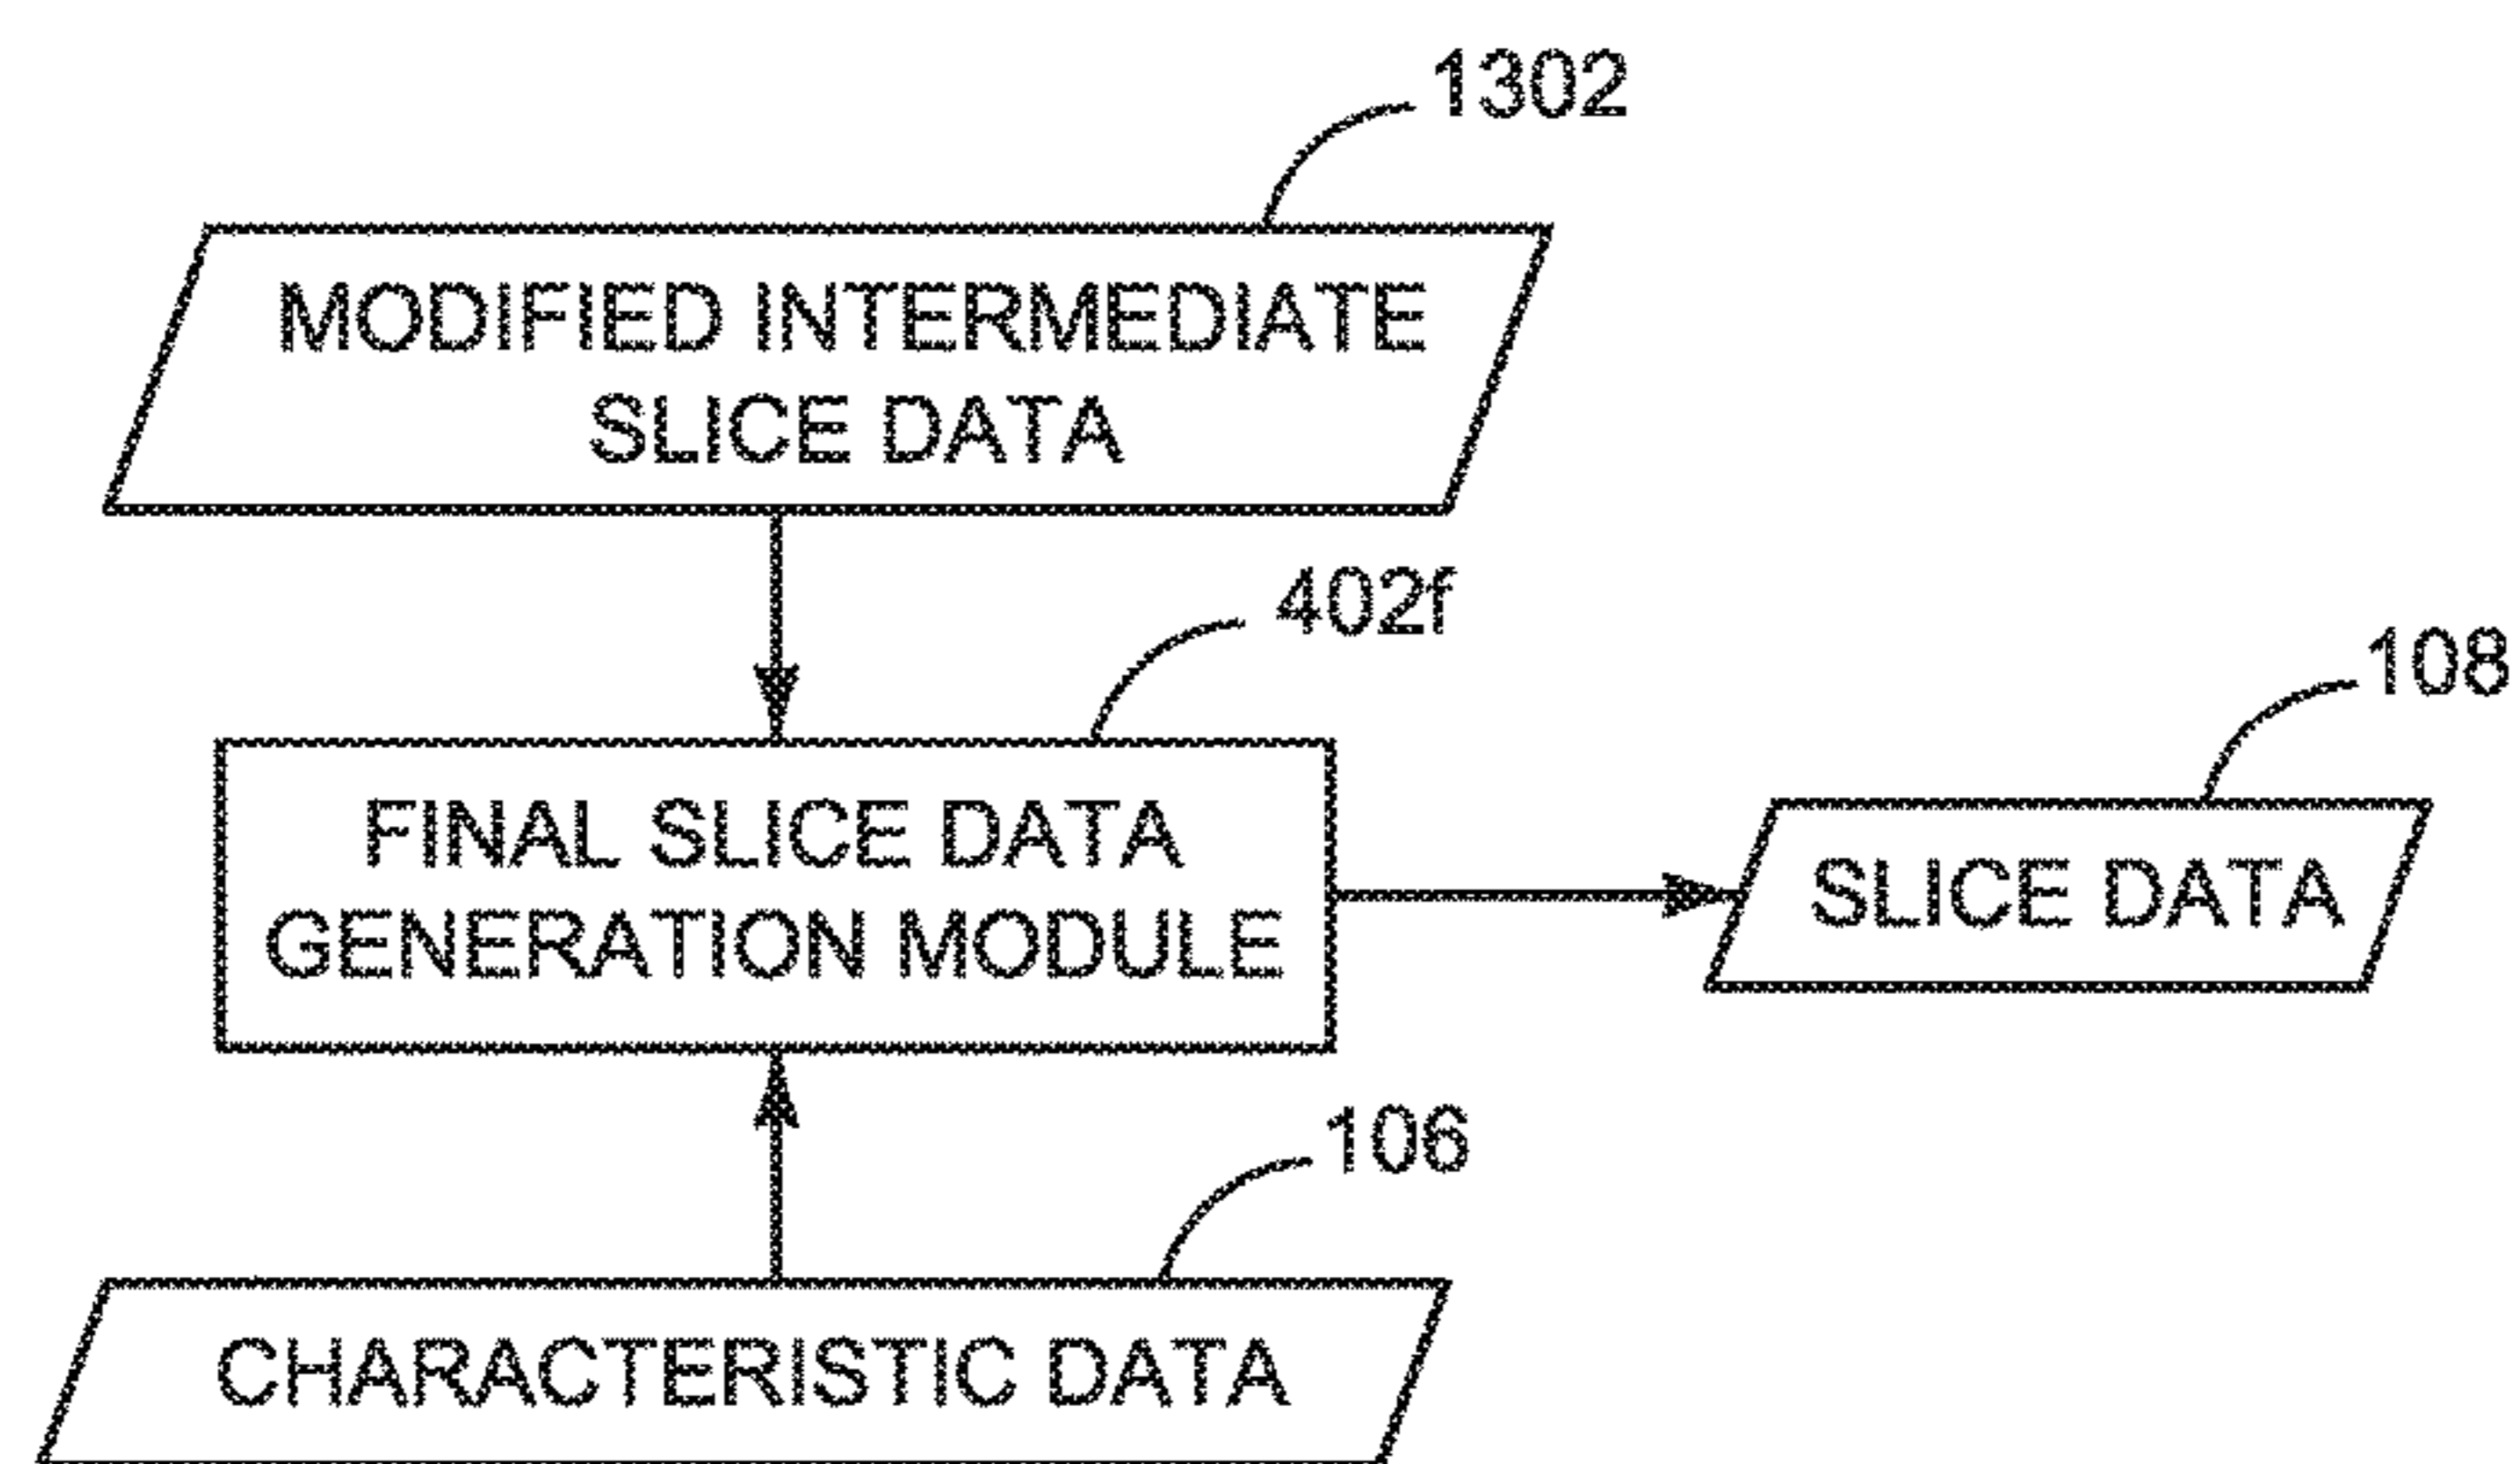 1302
MODIFIED INTERMEDIATE
SLICE DATA
402f
108
FINAL SLICE DATA
GENERATION MODULE
SLICE DATA
106
CHARACTERISTIC DATA